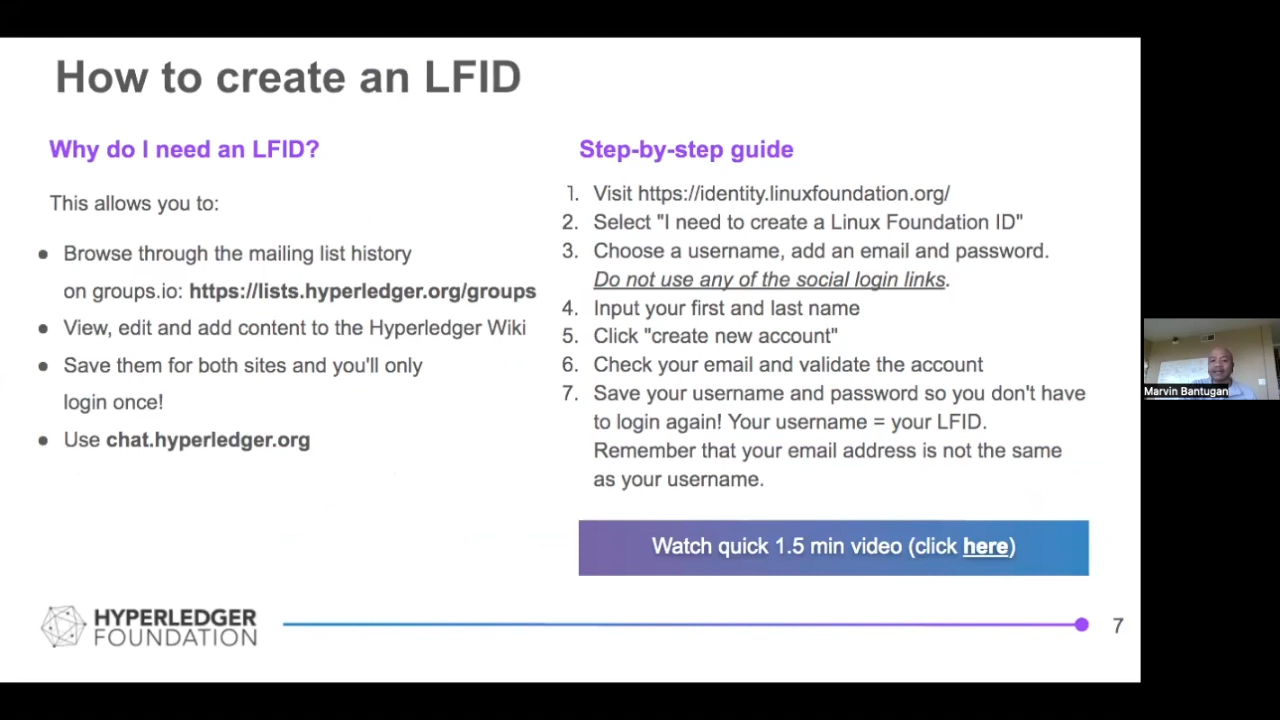 How to create an LFID
Why do I need an LFID?
This allows you to:
● Browse through the mailing list history
on groups.io: https://lists.hyperledger.org/groups
● View, edit and add content to the Hyperledger Wiki
● Save them for both sites and you'll only
login once!
● Use chat.hyperledger.org
Step-by-step guide
1. Visit https://identity.linuxfoundation.org/
2. Select "I need to create a Linux Foundation ID"
3. Choose a username, add an email and password.
Do not use any of the social login links.
4. Input your first and last name
5. Click "create new account"
6. Check your email and validate the account
7. Save your username and password so you don't have
to login again! Your username = your LFID.
Remember that your email address is not the same
as your username.
Watch quick 1.5 min video (click here)
HYPERLEDGER
FOUNDATION
7
Marvin Bantugan